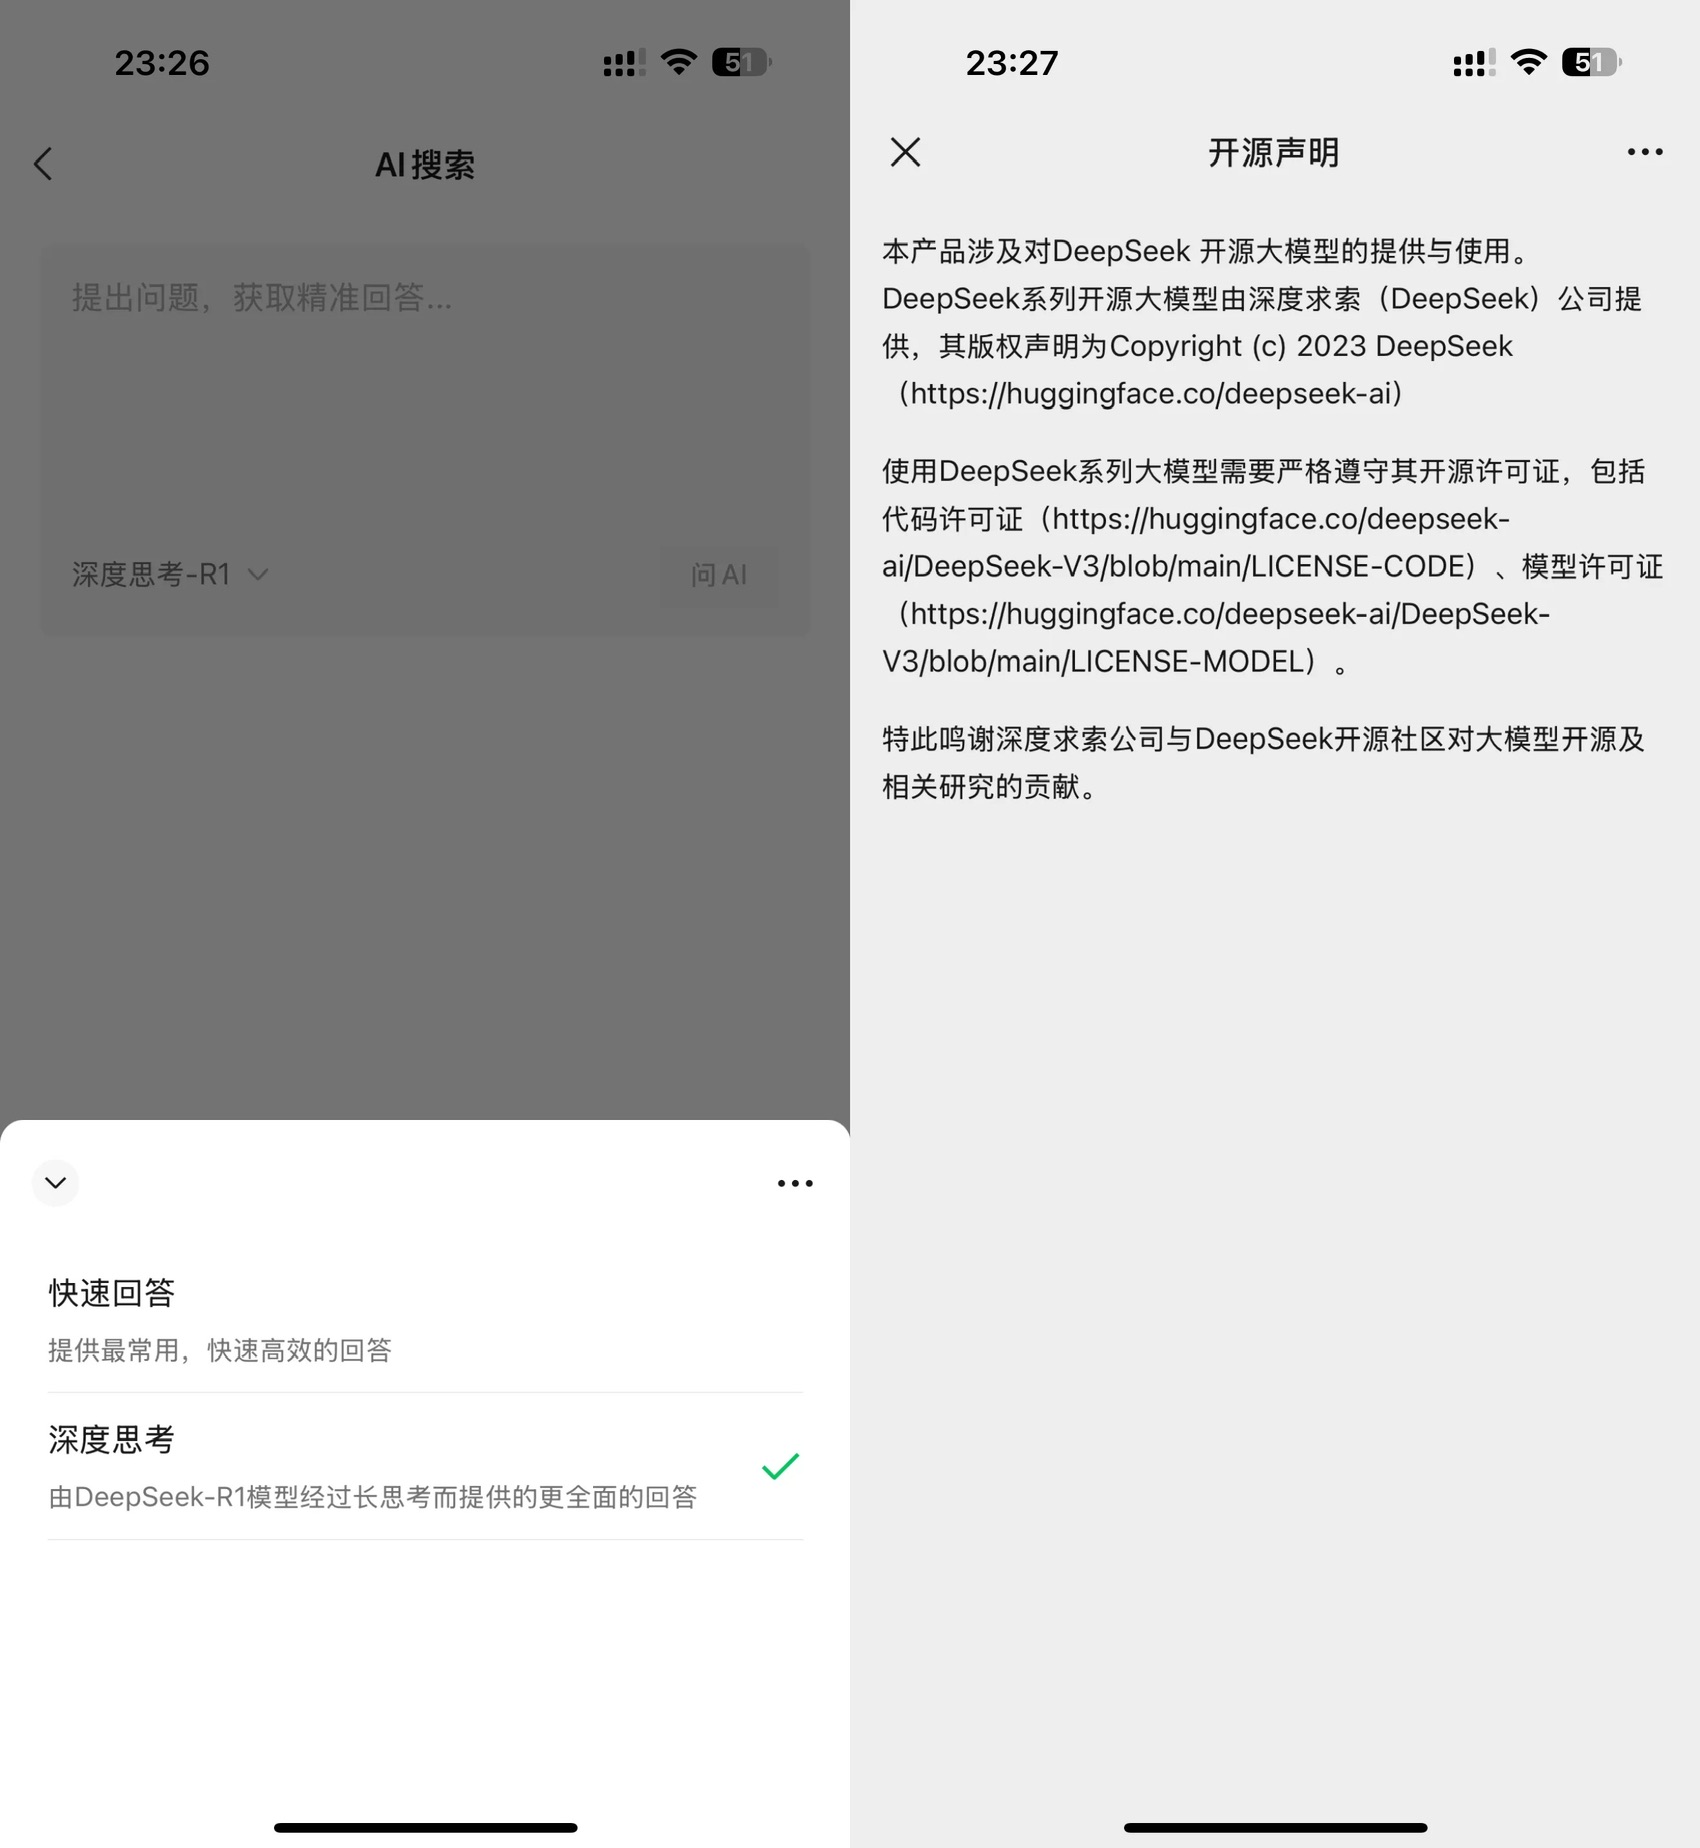 23:26
51
AI搜索
提出问题，获取精准回答...
深度思考-R1
问AI
快速回答
提供最常用，快速高效的回答
深度思考
由DeepSeek-R1模型经过长思考而提供的更全面的回答
23:27
51
开源声明
本产品涉及对DeepSeek 开源大模型的提供与使用。
DeepSeek系列开源大模型由深度求索（DeepSeek）公司提
供，其版权声明为Copyright (c) 2023 DeepSeek
（https://huggingface.co/deepseek-ai）
使用DeepSeek系列大模型需要严格遵守其开源许可证，包括
代码许可证（https://huggingface.co/deepseek-
ai/DeepSeek-V3/blob/main/LICENSE-CODE）、模型许可证
（https://huggingface.co/deepseek-ai/DeepSeek-
V3/blob/main/LICENSE-MODEL）。
特此鸣谢深度求索公司与DeepSeek开源社区对大模型开源及
相关研究的贡献。